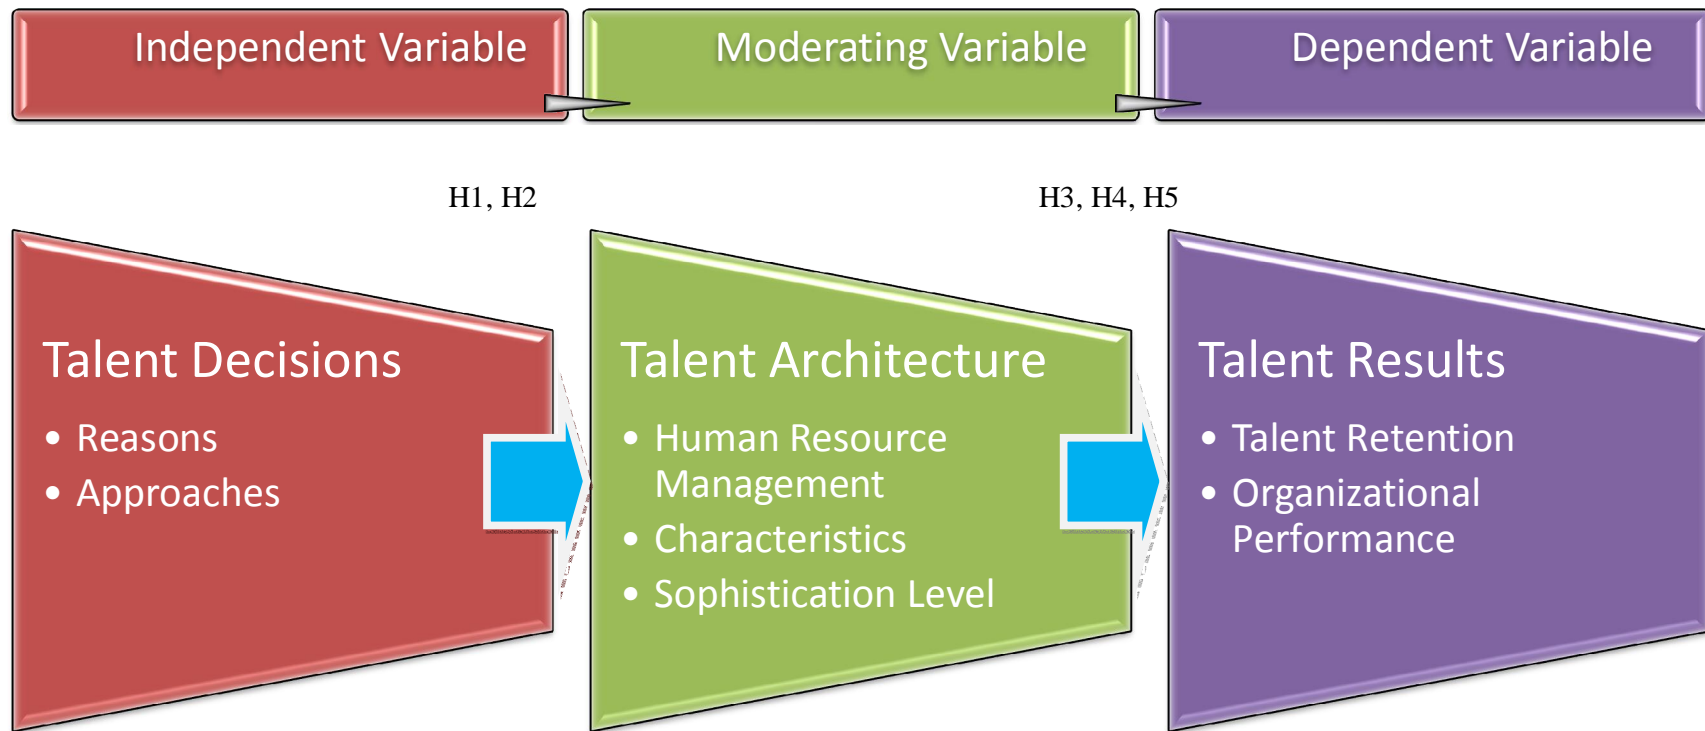 Independent Variable
Moderating Variable
Dependent Variable
H1, H2
H3, H4, H5
Talent Decisions
• Reasons
• Approaches
Talent Architecture
• Human Resource
Management
• Characteristics
• Sophistication Level
Talent Results
• Talent Retention
• Organizational
Performance